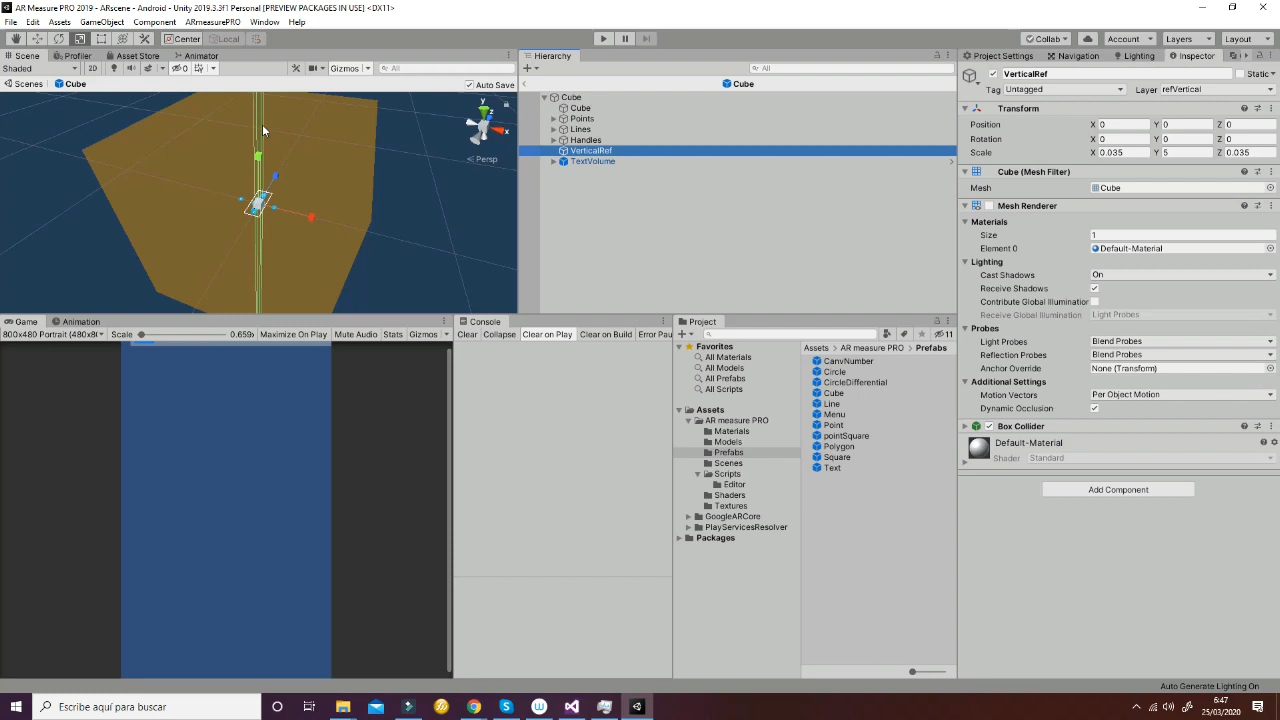 AR Measure PRO 2019 - ARscene - Android - Unity 2019.3.3f1 Personal [PREVIEW PACKAGES IN USE] <DX11>
File Edit Assets GameObject Component ARmeasurePRO Window Help
Center Local Collab Account Layers Layout
Scene Profiler Asset Store Animator
Shaded 2D 0 Gizmos All
Scenes Cube Auto Save
y z x
Persp
Hierarchy
All
Cube
Cube
Cube
Points
Lines
Handles
VerticalRef
TextVolume
Project Settings Navigation Lighting Inspector
VerticalRef Static
Tag Untagged Layer refVertical
Transform
Position X 0 Y 0 Z 0
Rotation X 0 Y 0 Z 0
Scale X 0.035 Y 5 Z 0.035
Cube (Mesh Filter)
Mesh Cube
Mesh Renderer
Materials
Size 1
Element 0 Default-Material
Lighting
Cast Shadows On
Receive Shadows
Contribute Global Illumination
Receive Global Illumination Light Probes
Probes
Light Probes Blend Probes
Reflection Probes Blend Probes
Anchor Override None (Transform)
Additional Settings
Motion Vectors Per Object Motion
Dynamic Occlusion
Box Collider
Default-Material
Shader Standard
Add Component
Game Animation
800x480 Portrait (480x8 Scale 0.659 Maximize On Play Mute Audio Stats Gizmos
Console
Clear Collapse Clear on Play Clear on Build Error Pau
Project
11
Favorites
All Materials
All Models
All Prefabs
All Scripts
Assets
AR measure PRO
Materials
Models
Prefabs
Scenes
Scripts
Editor
Shaders
Textures
GoogleARCore
PlayServicesResolver
Packages
Assets AR measure PRO Prefabs
CanvNumber
Circle
CircleDifferential
Cube
Line
Menu
Point
pointSquare
Polygon
Square
Text
Auto Generate Lighting On
Escribe aquí para buscar
6:47
25/03/2020